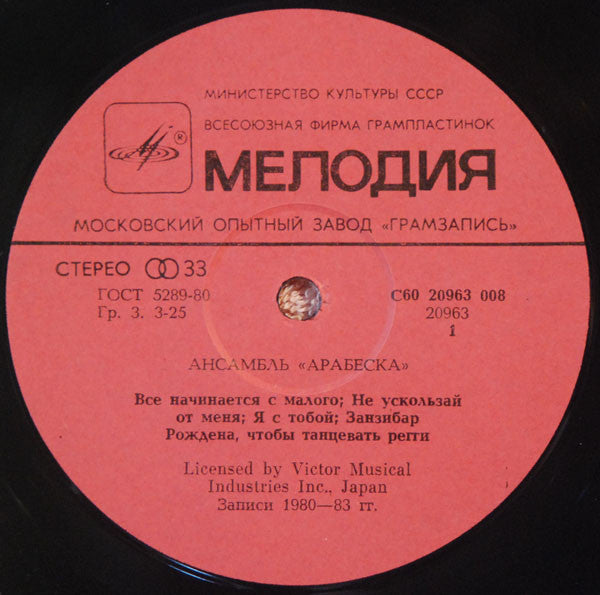 МИНИСТЕРСТВО КУЛЬТУРЫ СССР
ВСЕСОЮЗНАЯ ФИРМА ГРАМПЛАСТИНОК
®
МЕЛОДИЯ
МОСКОВСКИЙ ОПЫТНЫЙ ЗАВОД «ГРАМЗАПИСЬ»
СТЕРЕО 33
ГОСТ 5289-80
Гр. 3. 3-25
С60 20963 008
20963
1
АНСАМБЛЬ «АРАБЕСКА»
Все начинается с малого; Не ускользай
от меня; Я с тобой; Занзибар
Рождена, чтобы танцевать регги
Licensed by Victor Musical
Industries Inc., Japan
Записи 1980—83 гг.